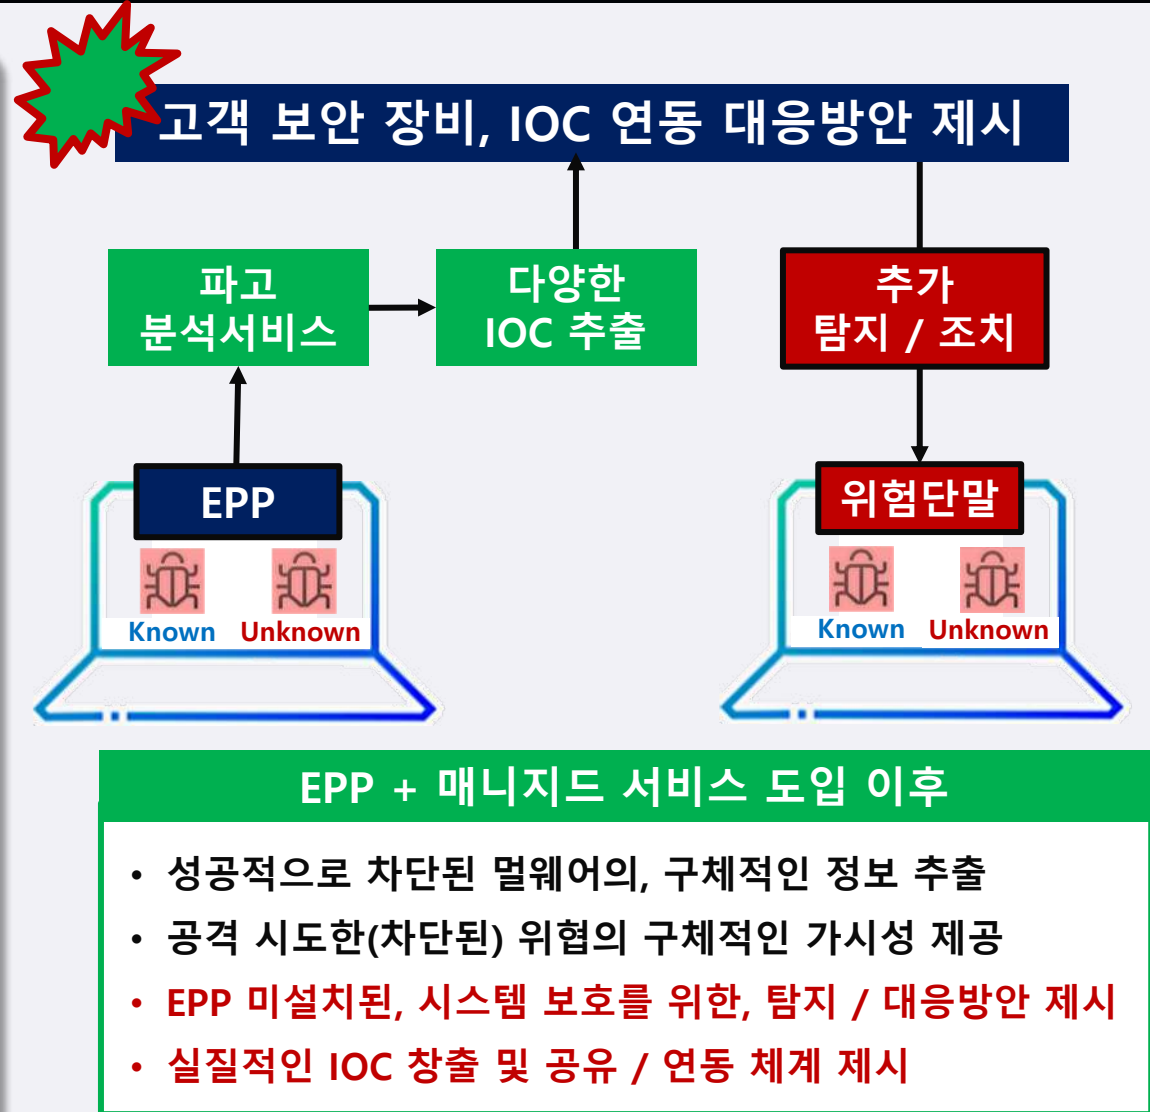 고객 보안 장비, IOC 연동 대응방안 제시
파고
분석서비스
다양한
IOC 추출
추가
탐지 / 조치
EPP
위험단말
Known Unknown
Known Unknown
EPP + 매니지드 서비스 도입 이후
• 성공적으로 차단된 멀웨어의, 구체적인 정보 추출
• 공격 시도한(차단된) 위협의 구체적인 가시성 제공
• EPP 미설치된, 시스템 보호를 위한, 탐지 / 대응방안 제시
• 실질적인 IOC 창출 및 공유 / 연동 체계 제시